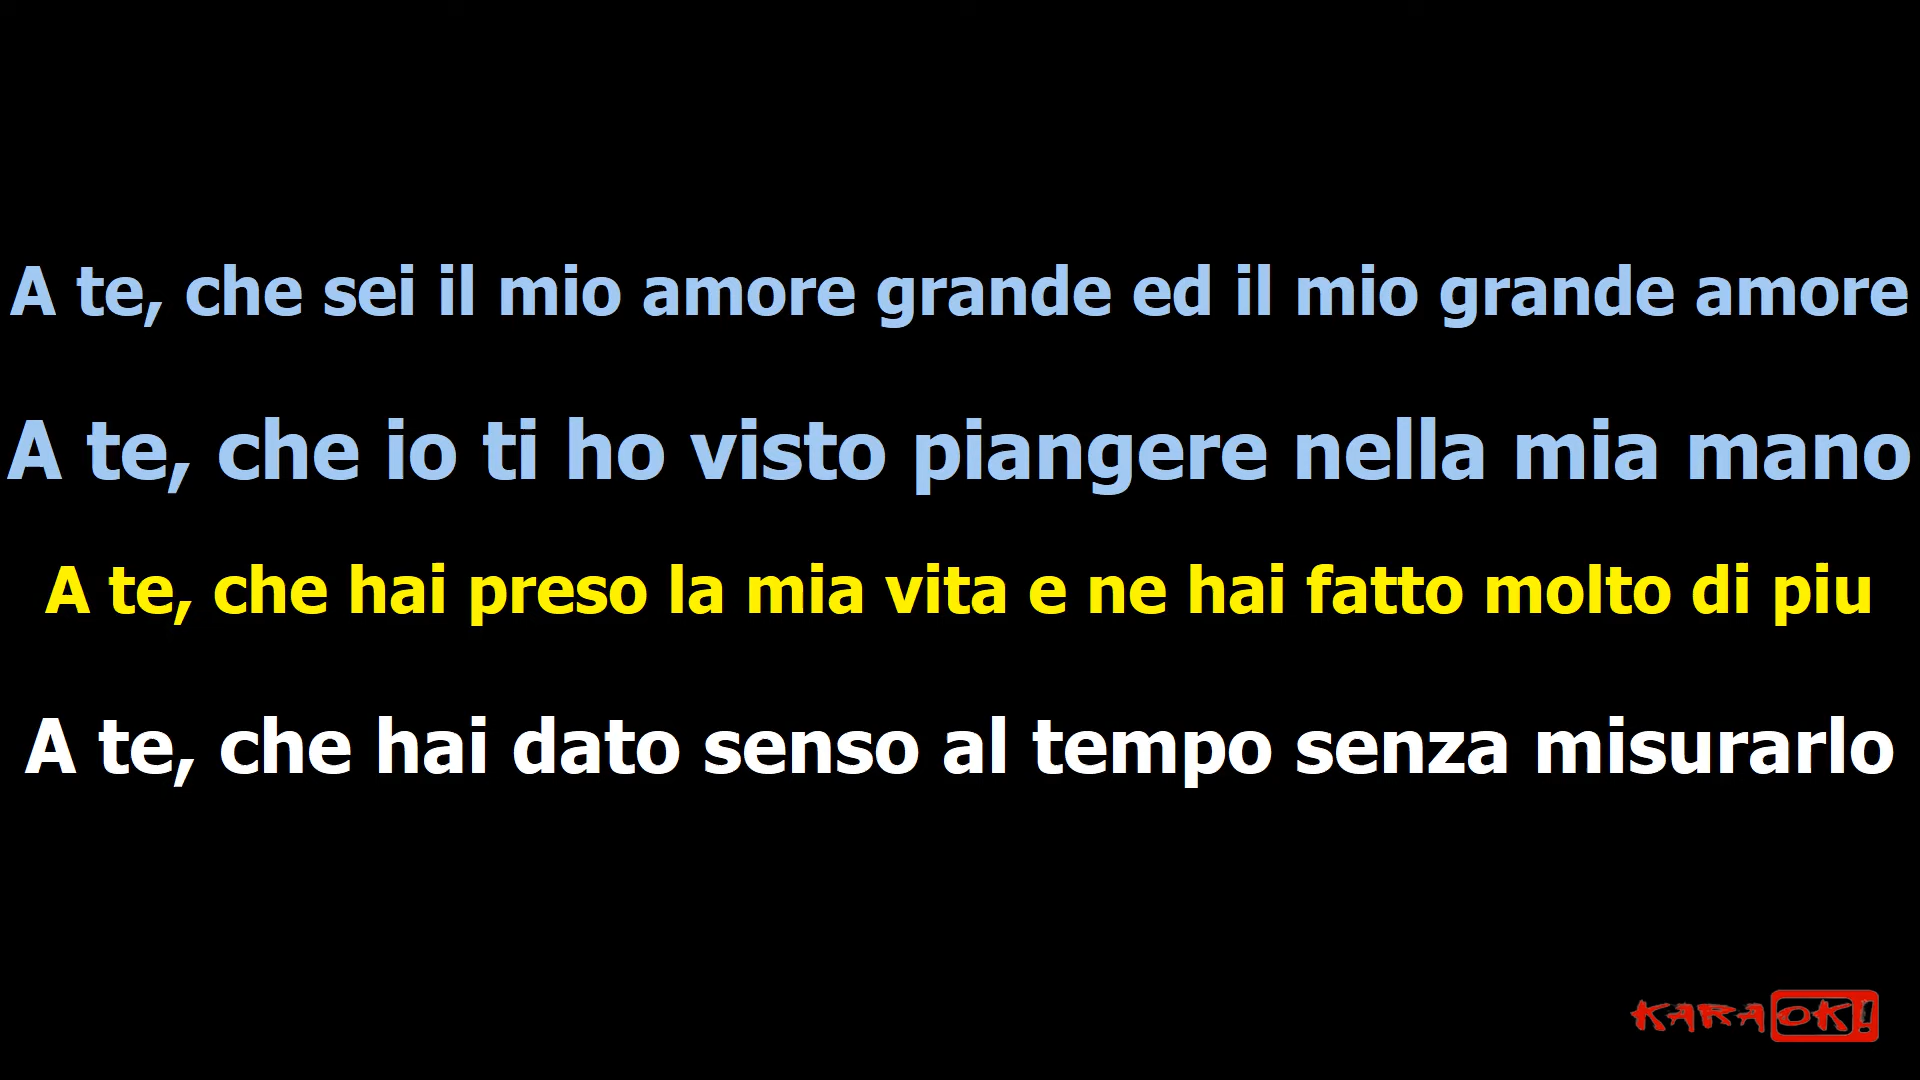 A te, che sei il mio amore grande ed il mio grande amore
A te, che io ti ho visto piangere nella mia mano
A te, che hai preso la mia vita e ne hai fatto molto di piu
A te, che hai dato senso al tempo senza misurarlo
KARAOK!